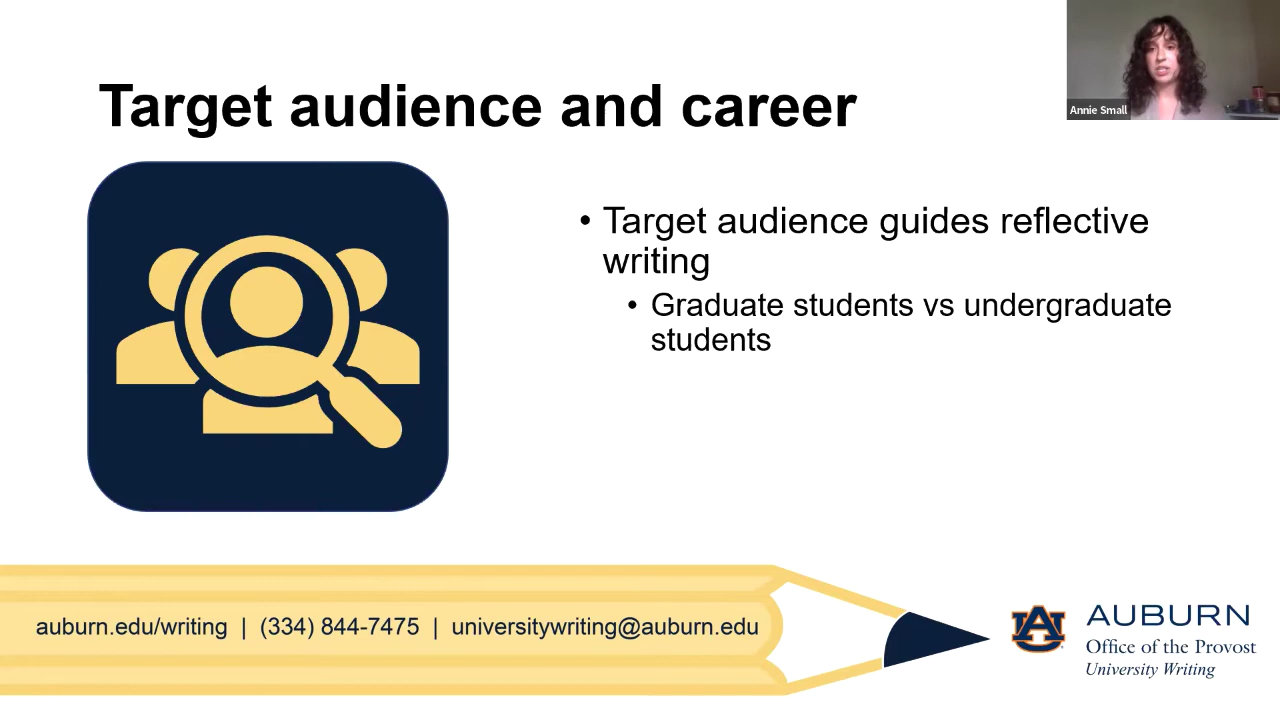 Target audience and career
Annie Small
• Target audience guides reflective
writing
• Graduate students vs undergraduate
students
auburn.edu/writing | (334) 844-7475 | universitywriting@auburn.edu
AU
AUBURN
Office of the Provost
University Writing